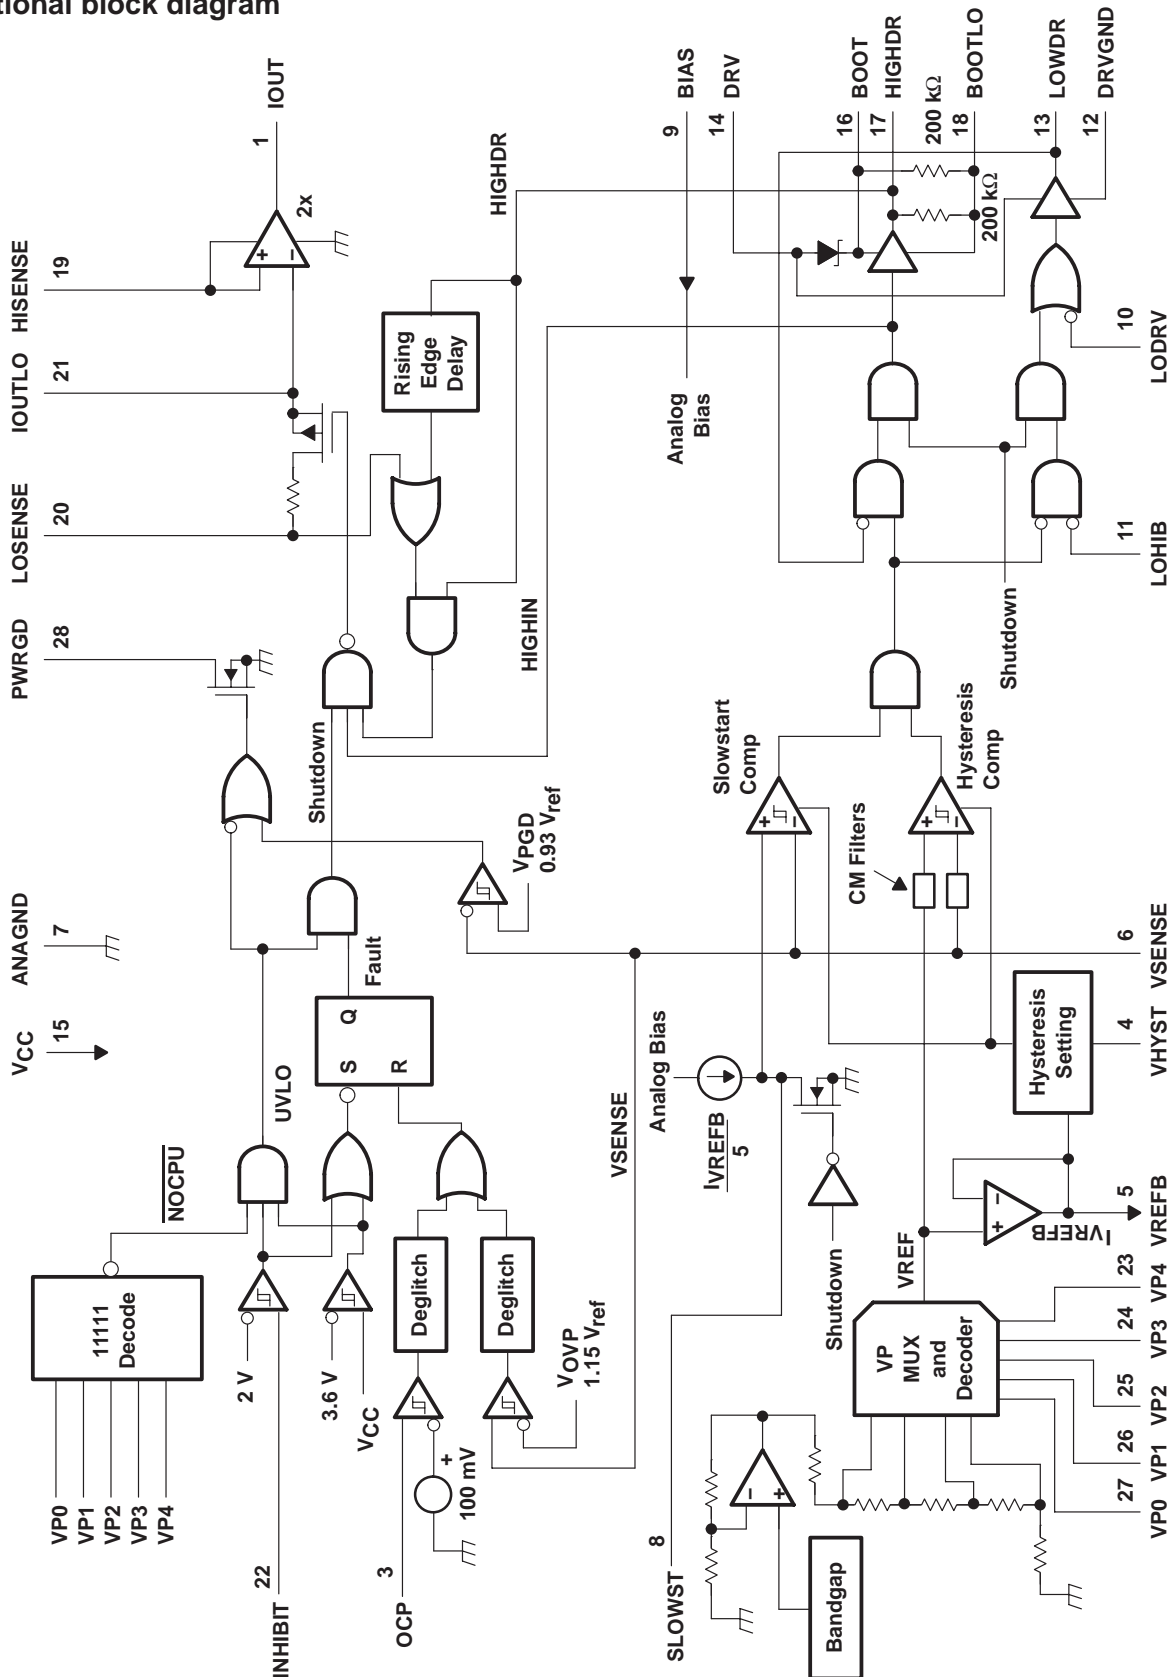 tional block diagram
VCC
15
ANAGND
7
PWRGD
28
LOSENSE
20
IOUTLO
21
HISENSE
19
1
IOUT
2x
11111
Decode
VP0
VP1
VP2
VP3
VP4
NOCPU
22
INHIBIT
2 V
3.6 V
VCC
UVLO
S
R
Q
Fault
Shutdown
3
OCP
100 mV
+
Deglitch
Deglitch
VOVP
1.15 Vref
VPGD
0.93 Vref
VSENSE
HIGHIN
HIGHDR
Rising
Edge
Delay
+
−
8
SLOWST
Bandgap
−
+
Analog Bias
IVREFB
5
Shutdown
VREF
VP
MUX
and
Decoder
Slowstart
Comp
+
−
Hysteresis
Comp
+
−
CM Filters
Hysteresis
Setting
−
+
IVREFB
Shutdown
Analog
Bias
BIAS
9
DRV
14
BOOT
16
HIGHDR
17
200 kΩ
BOOTLO
18
200 kΩ
LOWDR
13
DRVGND
12
10
LODRV
11
LOHIB
6
VSENSE
4
VHYST
5
VREFB
23
VP4
24
VP3
25
VP2
26
VP1
27
VP0